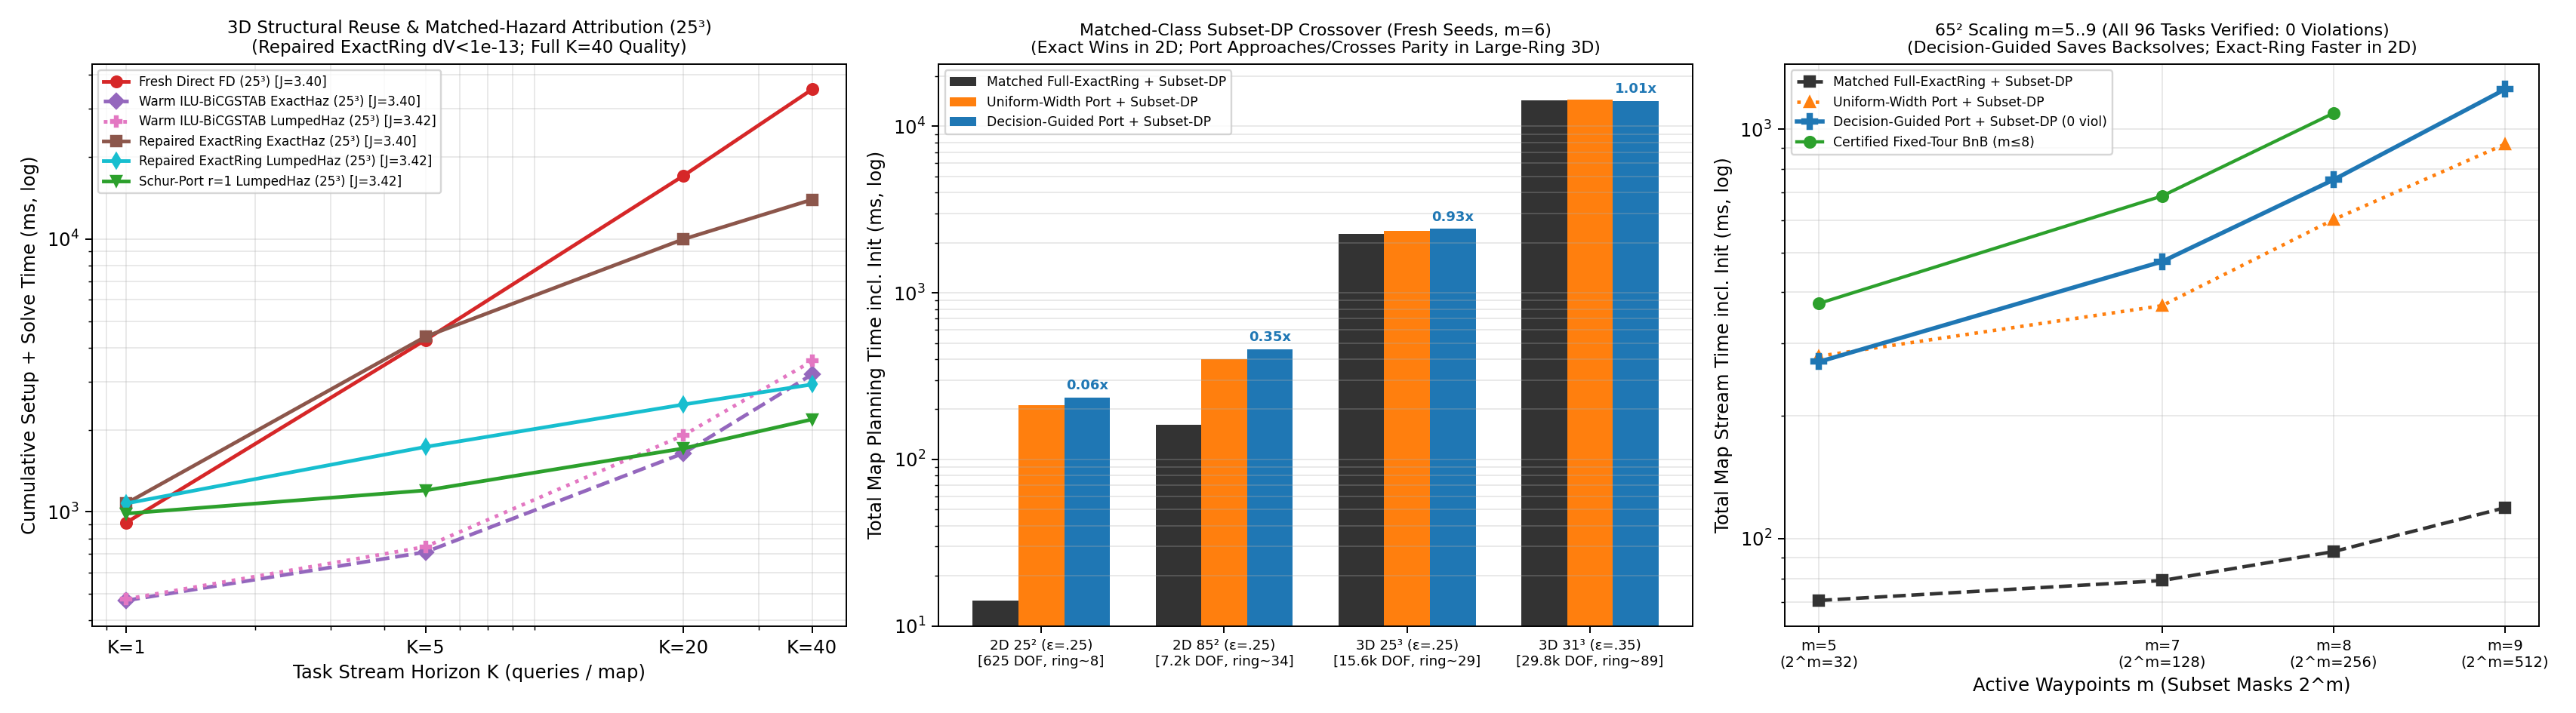 3D Structural Reuse & Matched-Hazard Attribution (25³)
(Repaired ExactRing dV<1e-13; Full K=40 Quality)
Fresh Direct FD (25³) [J=3.40]
Warm ILU-BiCGSTAB ExactHaz (25³) [J=3.40]
Warm ILU-BiCGSTAB LumpedHaz (25³) [J=3.42]
Repaired ExactRing ExactHaz (25³) [J=3.40]
Repaired ExactRing LumpedHaz (25³) [J=3.42]
Schur-Port r=1 LumpedHaz (25³) [J=3.42]
Cumulative Setup + Solve Time (ms, log)
10⁴
10³
K=1
K=5
K=20
K=40
Task Stream Horizon K (queries / map)
Matched-Class Subset-DP Crossover (Fresh Seeds, m=6)
(Exact Wins in 2D; Port Approaches/Crosses Parity in Large-Ring 3D)
Matched Full-ExactRing + Subset-DP
Uniform-Width Port + Subset-DP
Decision-Guided Port + Subset-DP
Total Map Planning Time incl. Init (ms, log)
10⁴
10³
10²
10¹
0.06x
0.35x
0.93x
1.01x
2D 25² (ε=.25)
[625 DOF, ring~8]
2D 85² (ε=.25)
[7.2k DOF, ring~34]
3D 25³ (ε=.25)
[15.6k DOF, ring~29]
3D 31³ (ε=.35)
[29.8k DOF, ring~89]
65² Scaling m=5..9 (All 96 Tasks Verified: 0 Violations)
(Decision-Guided Saves Backsolves; Exact-Ring Faster in 2D)
Matched Full-ExactRing + Subset-DP
Uniform-Width Port + Subset-DP
Decision-Guided Port + Subset-DP (0 viol)
Certified Fixed-Tour BnB (m≤8)
Total Map Stream Time incl. Init (ms, log)
10³
10²
m=5
(2^m=32)
m=7
(2^m=128)
m=8
(2^m=256)
m=9
(2^m=512)
Active Waypoints m (Subset Masks 2^m)